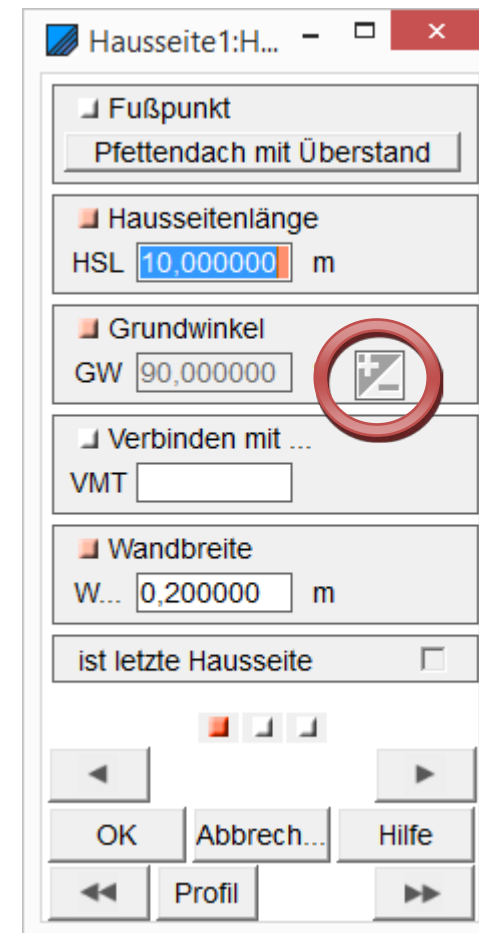 Hausseite1:H...
Fußpunkt
Pfettendach mit Überstand
Hausseitenlänge
HSL 10,000000 m
Grundwinkel
GW 90,000000
Verbinden mit ...
VMT
Wandbreite
W... 0,200000 m
ist letzte Hausseite
OK Abbrech... Hilfe
Profil